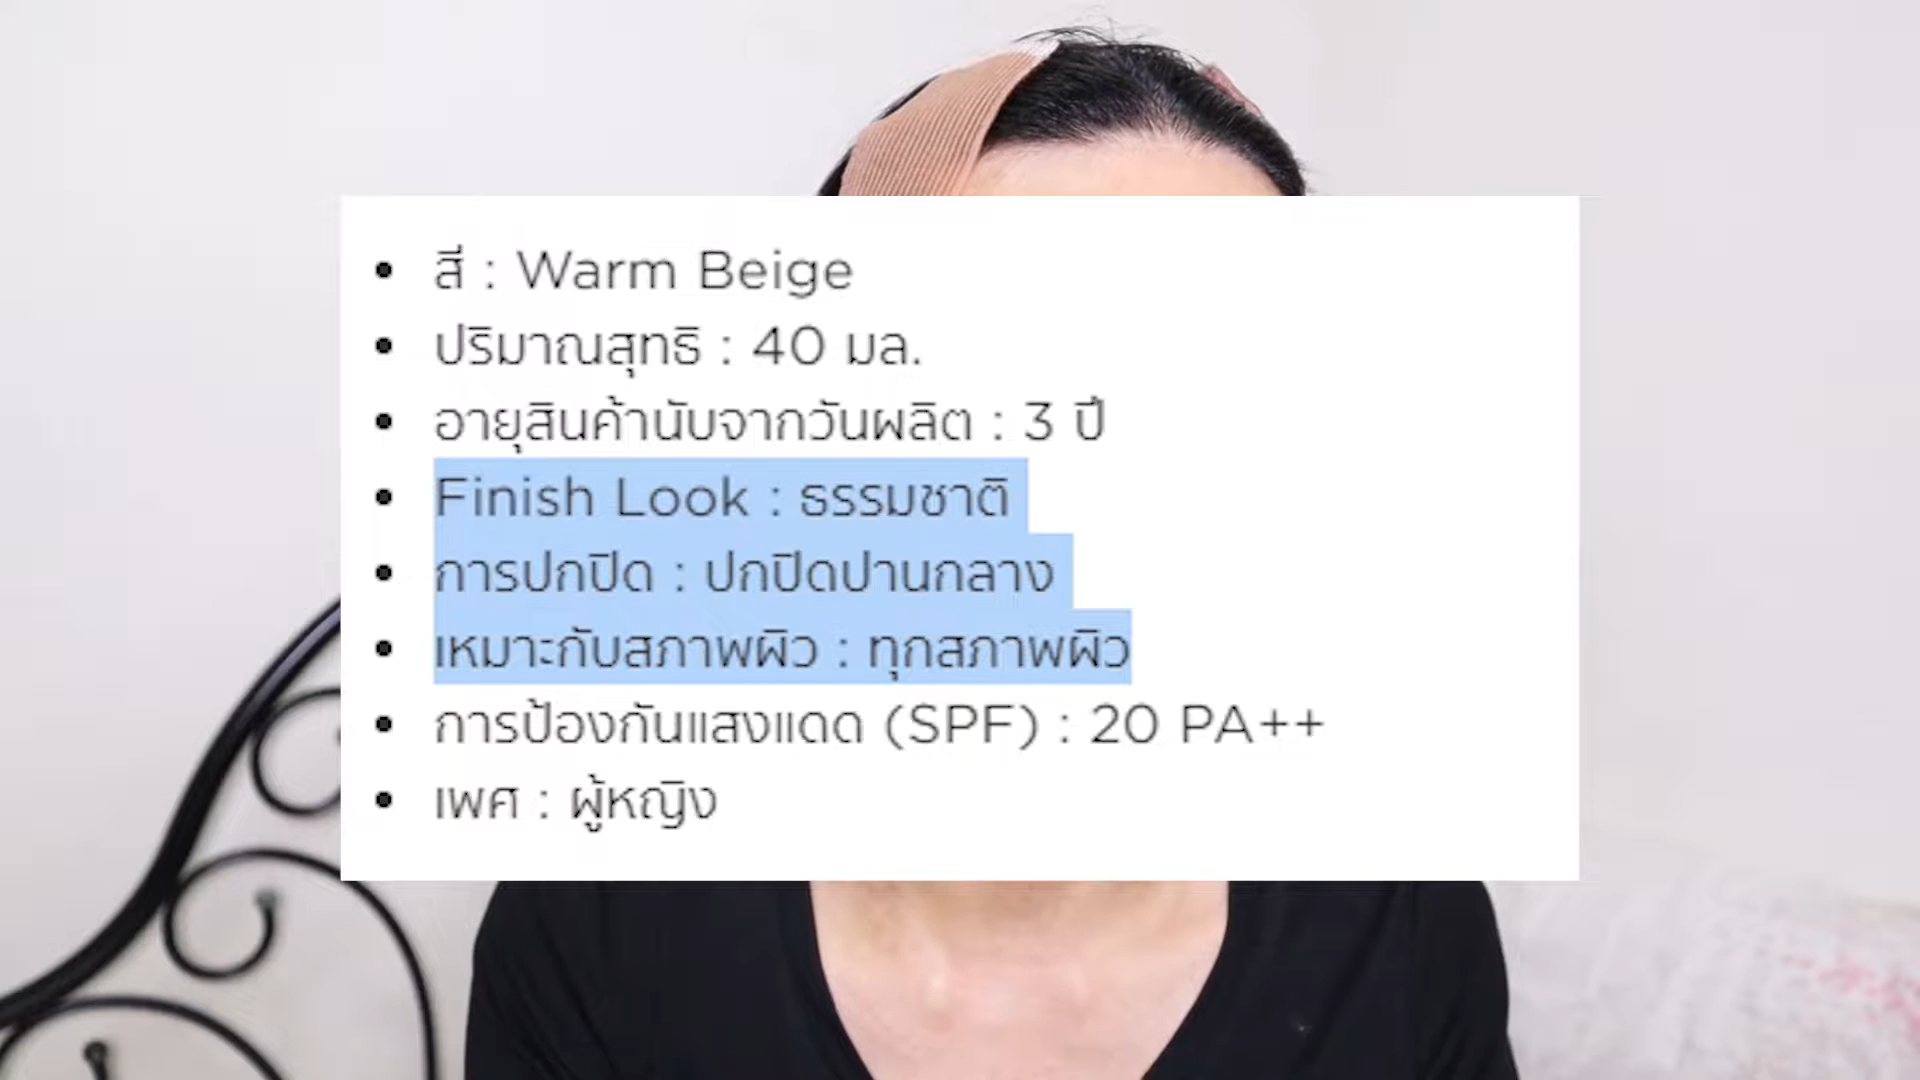 • สี : Warm Beige
• ปริมาณสุทธิ : 40 มล.
• อายุสินค้านับจากวันผลิต : 3 ปี
• Finish Look : ธรรมชาติ
• การปกปิด : ปกปิดปานกลาง
• เหมาะกับสภาพผิว : ทุกสภาพผิว
• การป้องกันแสงแดด (SPF) : 20 PA++
• เพศ : ผู้หญิง